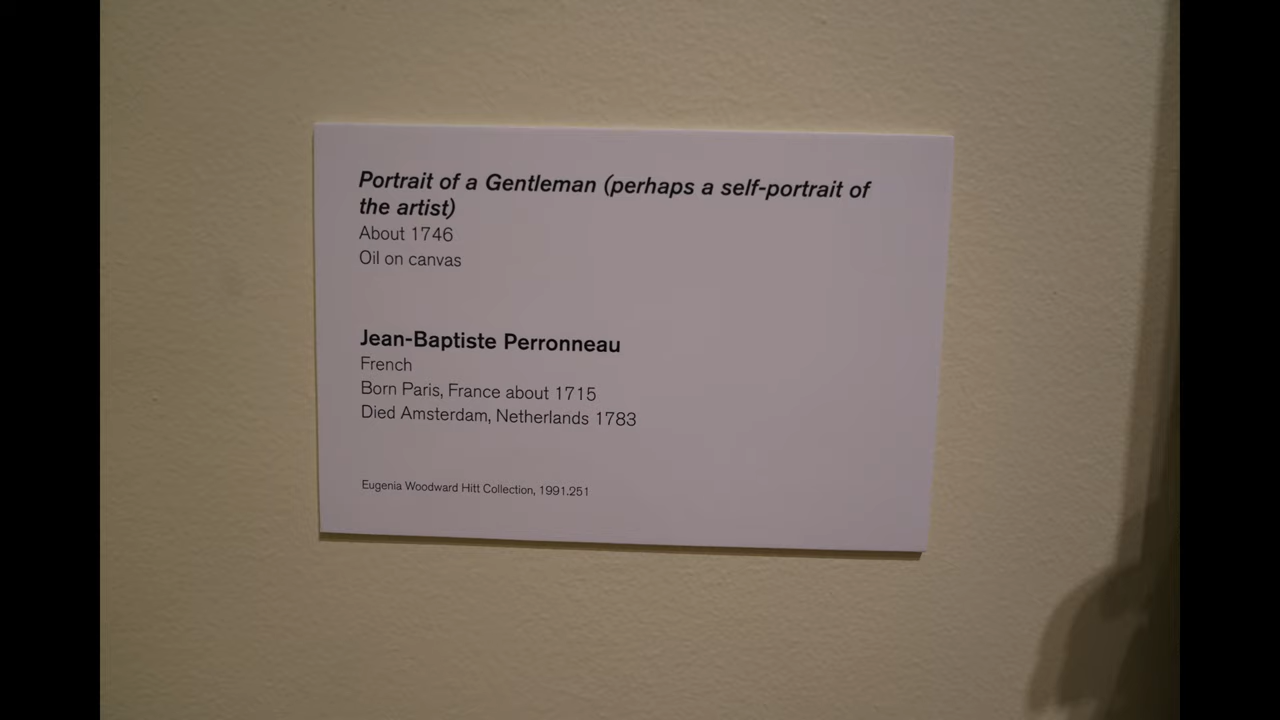 Portrait of a Gentleman (perhaps a self-portrait of
the artist)
About 1746
Oil on canvas
Jean-Baptiste Perronneau
French
Born Paris, France about 1715
Died Amsterdam, Netherlands 1783
Eugenia Woodward Hitt Collection, 1991.251